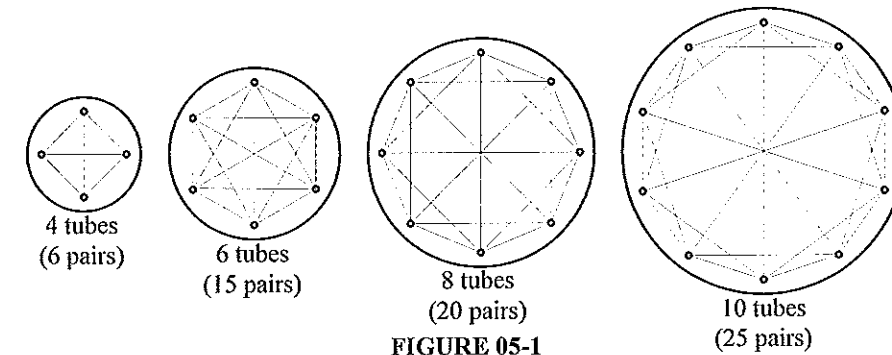 4 tubes
(6 pairs)
6 tubes
(15 pairs)
8 tubes
(20 pairs)
10 tubes
(25 pairs)
FIGURE 05-1